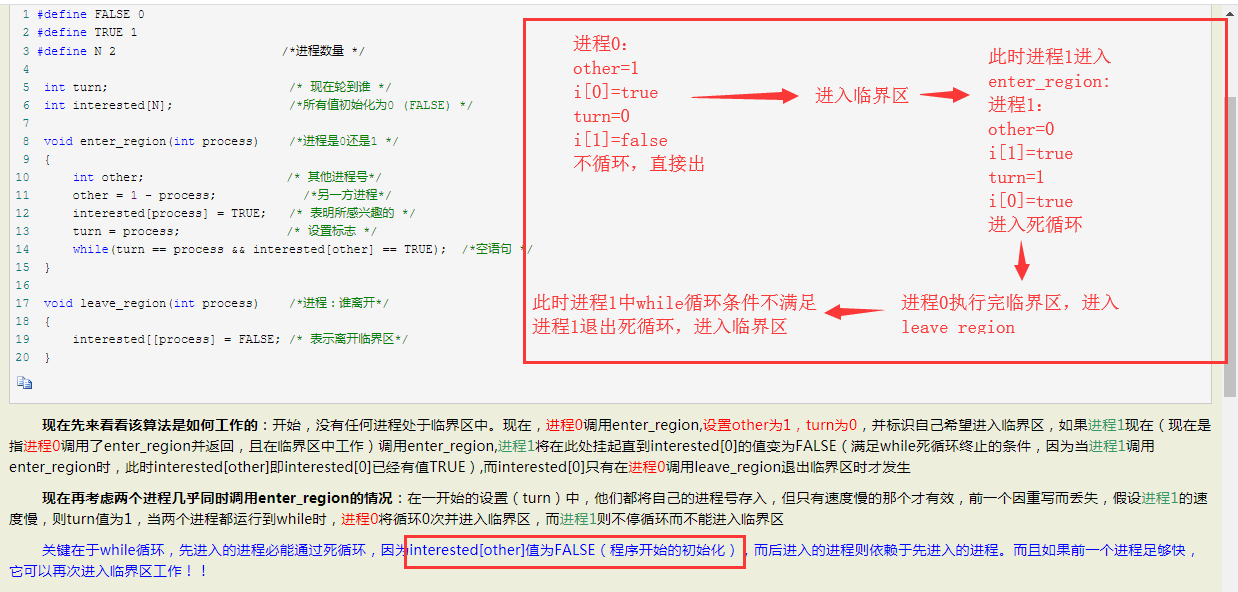 1 #define FALSE 0
2 #define TRUE 1
3 #define N 2 /*进程数量 */
4
5 int turn; /* 现在轮到谁 */
6 int interested[N]; /*所有值初始化为0 (FALSE) */
7
8 void enter_region(int process) /*进程是0还是1 */
9 {
10 int other; /* 其他进程号*/
11 other = 1 - process; /*另一方进程*/
12 interested[process] = TRUE; /* 表明所感兴趣的 */
13 turn = process; /* 设置标志 */
14 while(turn == process && interested[other] == TRUE); /*空语句 */
15 }
16
17 void leave_region(int process) /*进程：谁离开*/
18 {
19 interested[[process] = FALSE; /* 表示离开临界区*/
20 }
进程0：
other=1
i[0]=true
turn=0
i[1]=false
不循环，直接出
进入临界区
此时进程1进入
enter_region:
进程1：
other=0
i[1]=true
turn=1
i[0]=true
进入死循环
进程0执行完临界区，进入
leave region
此时进程1中while循环条件不满足
进程1退出死循环，进入临界区
现在先来看看该算法是如何工作的：开始，没有任何进程处于临界区中。现在，进程0调用enter_region,设置other为1，turn为0，并标识自己希望进入临界区，如果进程1现在（现在是
指进程0调用了enter_region并返回，且在临界区中工作）调用enter_region,进程1将在此处挂起直到interested[0]的值变为FALSE（满足while死循环终止的条件，因为当进程1调用
enter_region时，此时interested[other]即interested[0]已经有值TRUE）,而interested[0]只有在进程0调用leave_region退出临界区时才发生
现在再考虑两个进程几乎同时调用enter_region的情况：在一开始的设置（turn）中，他们都将自己的进程号存入，但只有速度慢的那个才有效，前一个因重写而丢失，假设进程1的速
度慢，则turn值为1，当两个进程都运行到while时，进程0将循环0次并进入临界区，而进程1则不停循环而不能进入临界区
关键在于while循环，先进入的进程必能通过死循环，因为interested[other]值为FALSE（程序开始的初始化），而后进入的进程则依赖于先进入的进程。而且如果前一个进程足够快，
它可以再次进入临界区工作！！